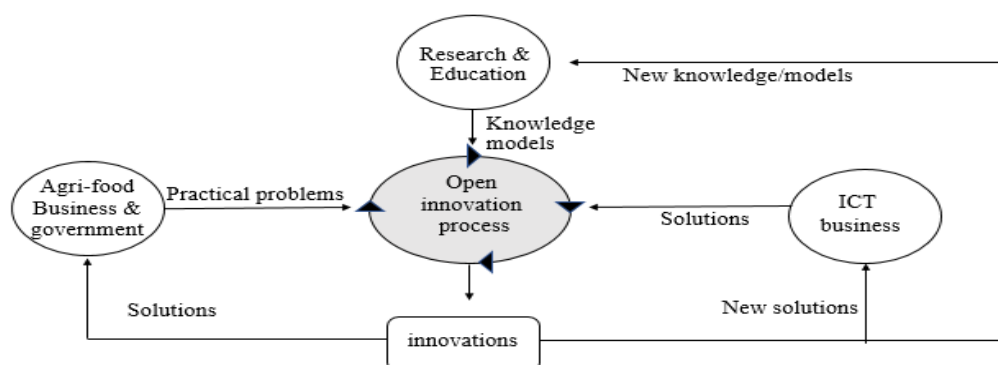 Research &
Education
New knowledge/models
Knowledge
models
Agri-food
Business &
government
Practical problems
Open
innovation
process
Solutions
ICT
business
Solutions
New solutions
innovations